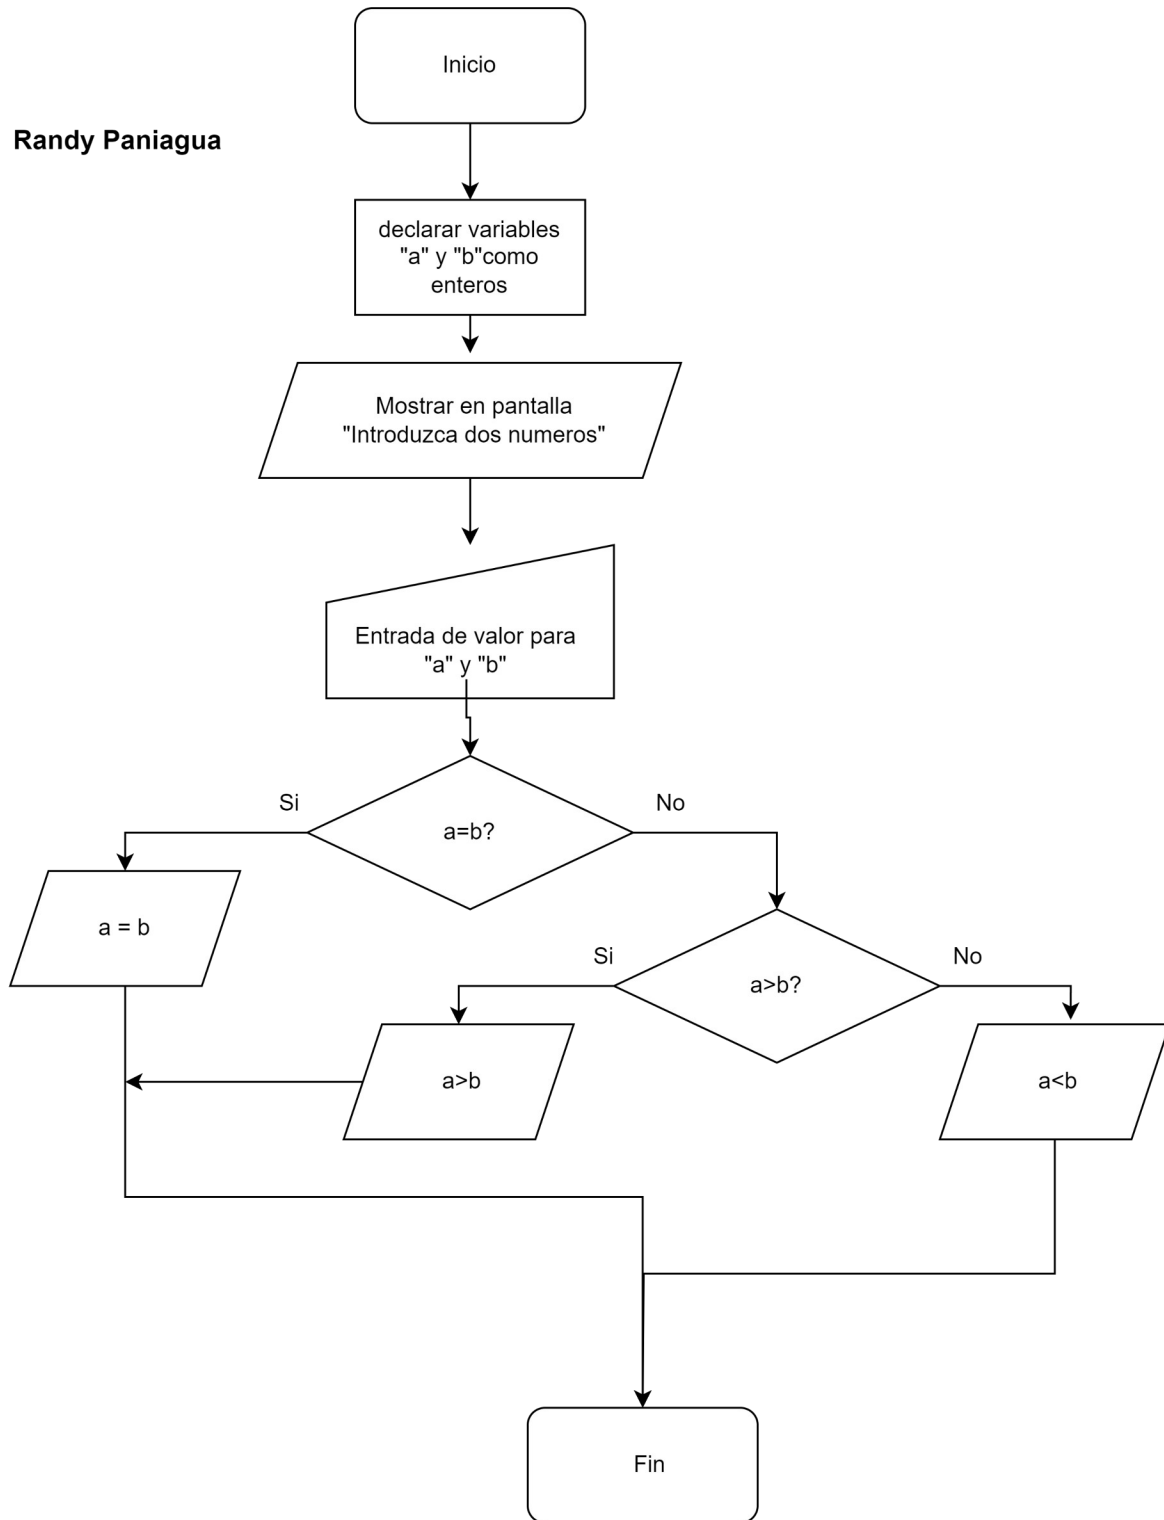 Inicio
Randy Paniagua
declarar variables
"a" y "b"como
enteros
Mostrar en pantalla
"Introduzca dos numeros"
Entrada de valor para
"a" y "b"
Si
a=b?
No
a = b
Si
a>b?
No
a>b
a<b
Fin